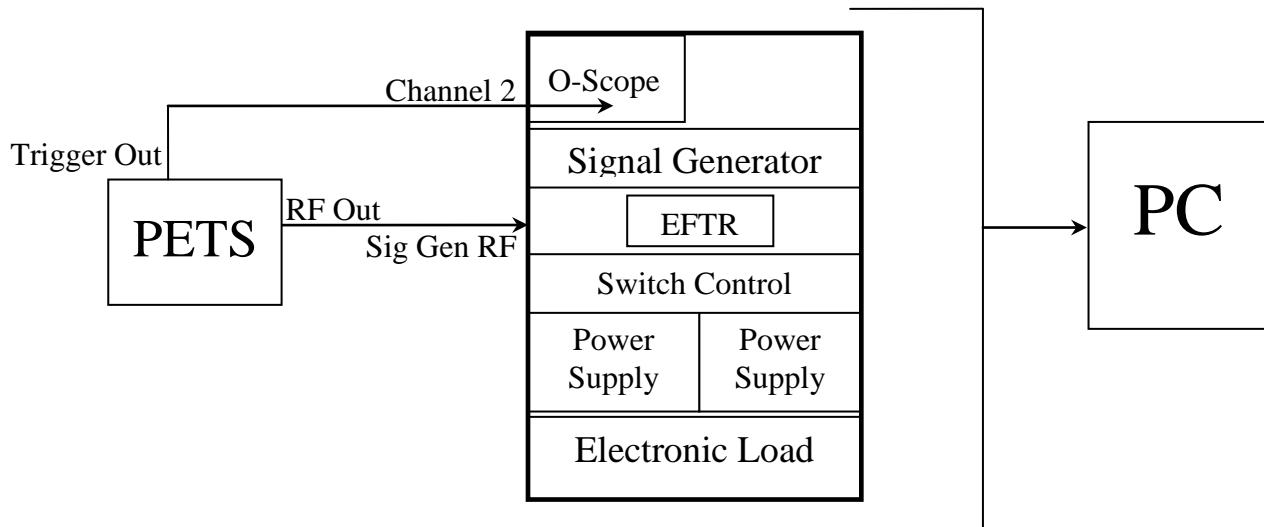 O-Scope
Channel 2
Trigger Out
Signal Generator
PETS
RF Out
Sig Gen RF
EFTR
PC
Switch Control
Power
Supply
Power
Supply
Electronic Load